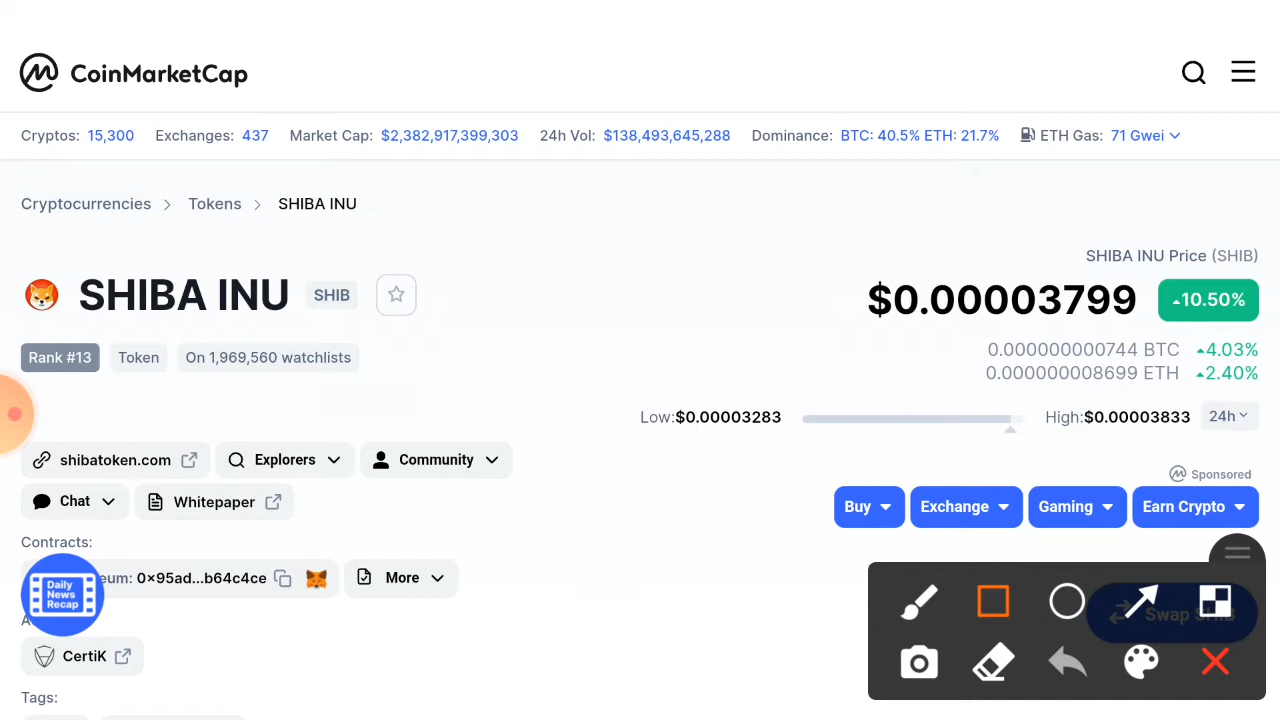 CoinMarketCap
Cryptos: 15,300 Exchanges: 437 Market Cap: $2,382,917,399,303 24h Vol: $138,493,645,288 Dominance: BTC: 40.5% ETH: 21.7% ETH Gas: 71 Gwei
Cryptocurrencies > Tokens > SHIBA INU
SHIBA INU Price (SHIB)
SHIBA INU SHIB $0.00003799 10.50%
Rank #13 Token On 1,969,560 watchlists 0.000000000744 BTC 4.03%
0.000000008699 ETH 2.40%
Low:$0.00003283 High:$0.00003833 24h
shibatoken.com Explorers Community
Sponsored
Chat Whitepaper Buy Exchange Gaming Earn Crypto
Contracts:
eum: 0x95ad...b64c4ce More
Daily
News
Recap
Swap SHIB
CertiK
Tags: